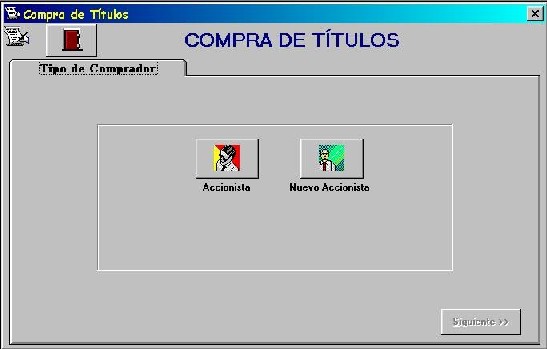 Compra de Títulos
COMPRA DE TÍTULOS
Tipo de Comprador
Accionista
Nuevo Accionista
Siguiente >>